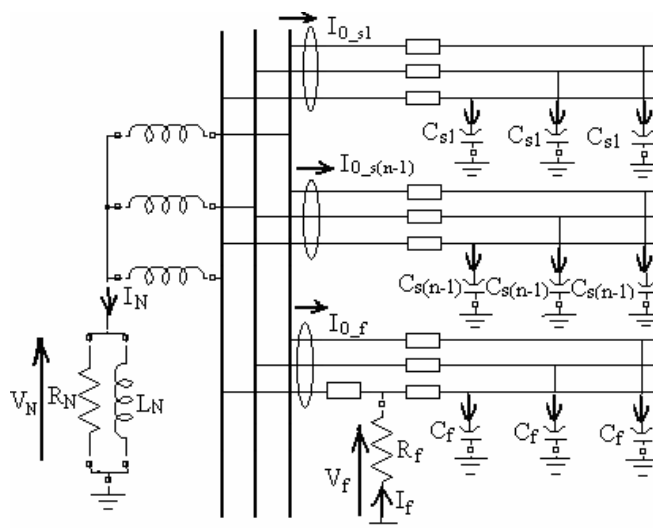 I0_s1
Cs1 Cs1 Cs1
I0_s(n-1)
Cs(n-1) Cs(n-1) Cs(n-1)
IN
I0_f
VN RN LN
Vf Rf If
Cf Cf Cf